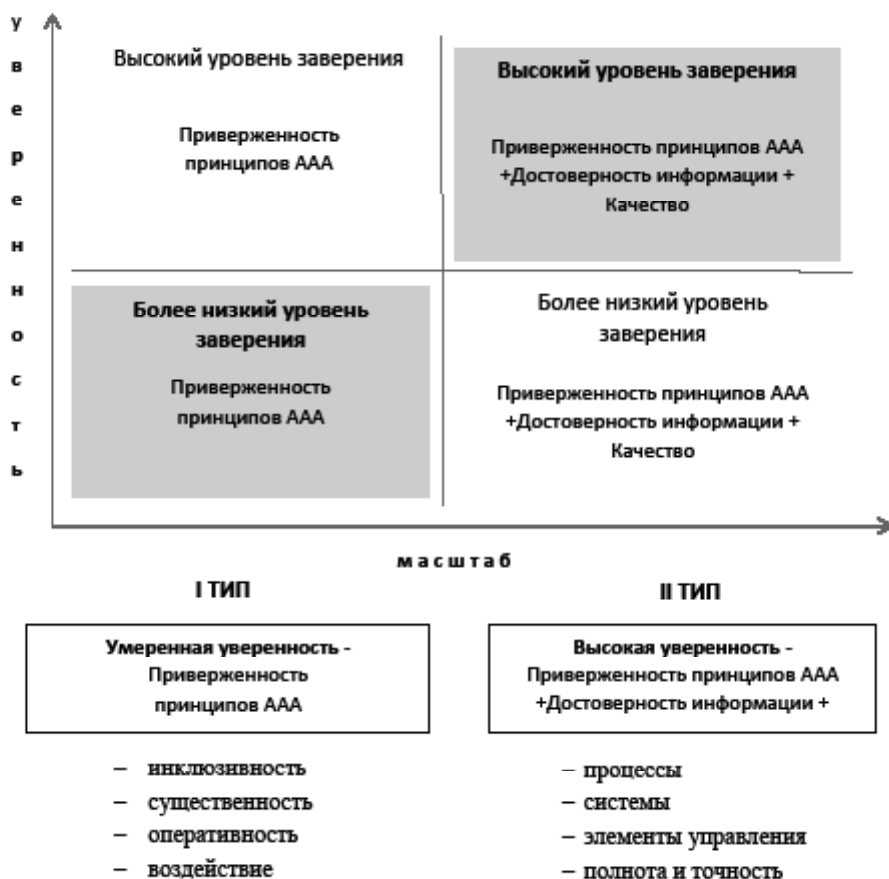 уверенность
Высокий уровень заверения
Приверженность
принципов ААА
Высокий уровень заверения
Приверженность принципов ААА
+Достоверность информации +
Качество
Более низкий уровень
заверения
Приверженность
принципов ААА
Более низкий уровень
заверения
Приверженность принципов ААА
+Достоверность информации +
Качество
масштаб
I ТИП
II ТИП
Умеренная уверенность -
Приверженность
принципов ААА
Высокая уверенность -
Приверженность принципов ААА
+Достоверность информации +
– инклюзивность
– существенность
– оперативность
– воздействие
– процессы
– системы
– элементы управления
– полнота и точность